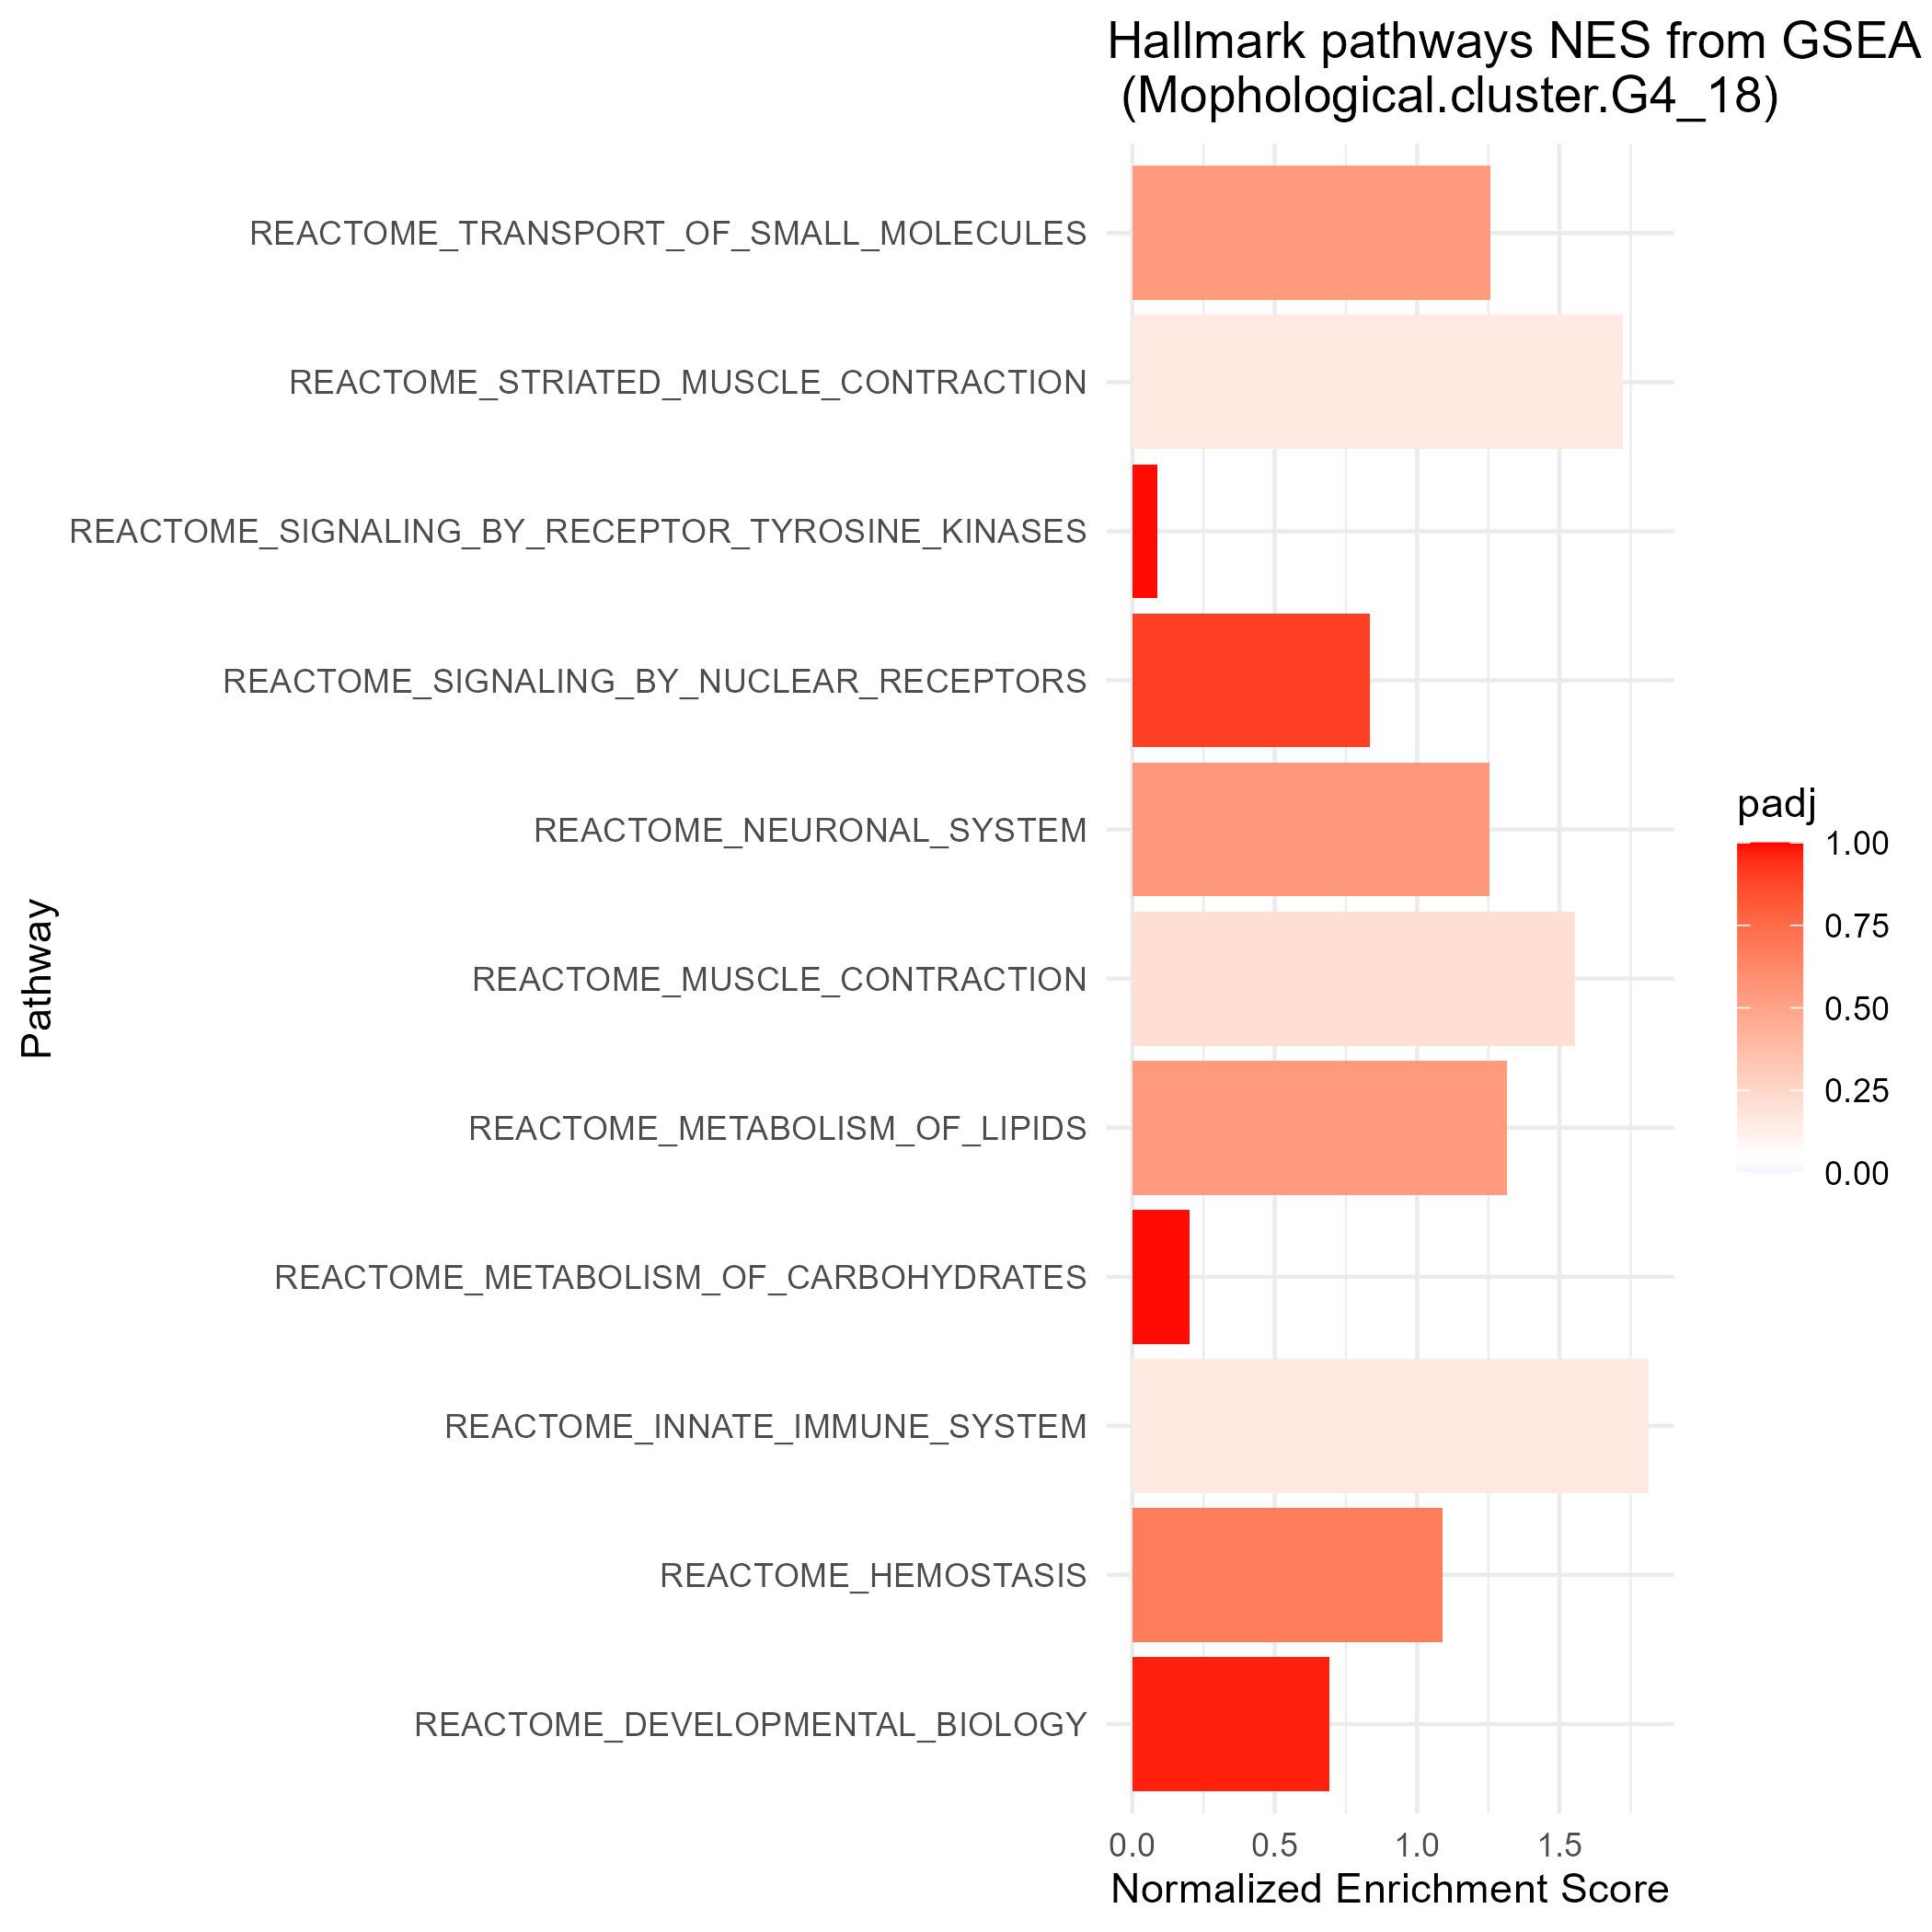 Hallmark pathways NES from GSEA
(Mophological.cluster.G4_18)
REACTOME_TRANSPORT_OF_SMALL_MOLECULES
REACTOME_STRIATED_MUSCLE_CONTRACTION
REACTOME_SIGNALING_BY_RECEPTOR_TYROSINE_KINASES
REACTOME_SIGNALING_BY_NUCLEAR_RECEPTORS
REACTOME_NEURONAL_SYSTEM
REACTOME_MUSCLE_CONTRACTION
REACTOME_METABOLISM_OF_LIPIDS
REACTOME_METABOLISM_OF_CARBOHYDRATES
REACTOME_INNATE_IMMUNE_SYSTEM
REACTOME_HEMOSTASIS
REACTOME_DEVELOPMENTAL_BIOLOGY
Pathway
0.0 0.5 1.0 1.5
Normalized Enrichment Score
padj
1.00
0.75
0.50
0.25
0.00